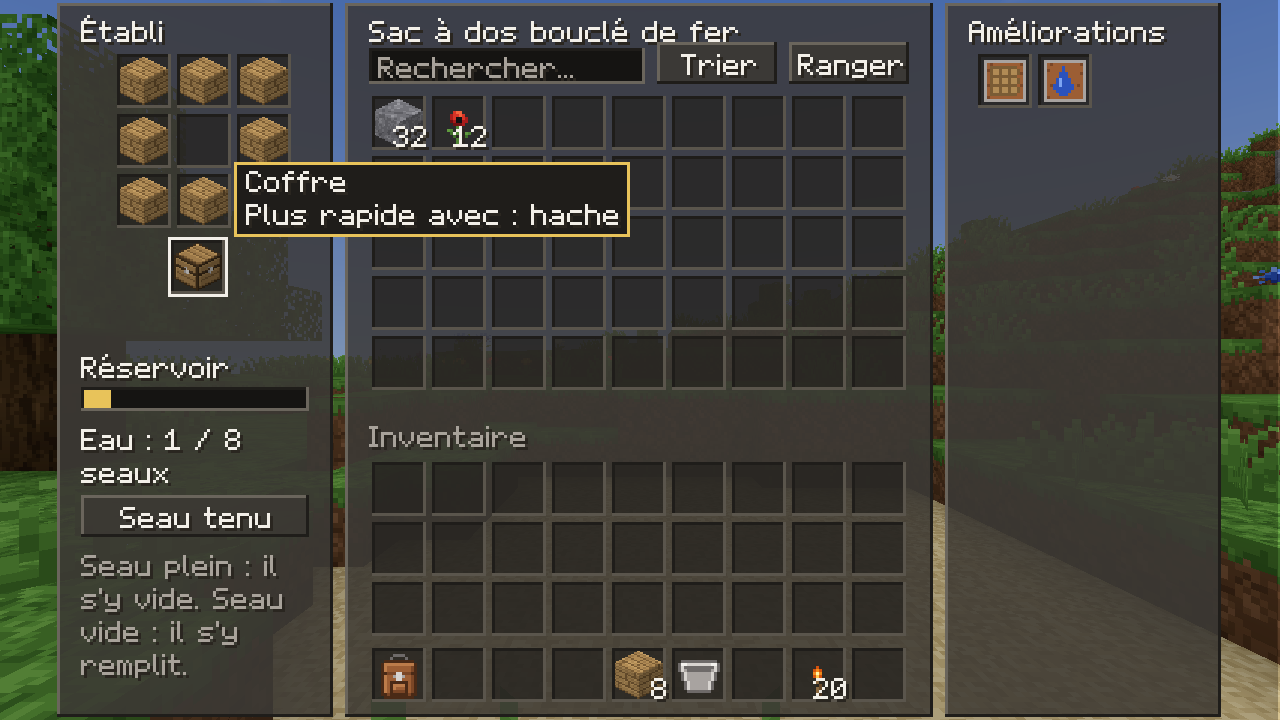 Établi
Sac à dos bouclé de fer
Améliorations
Rechercher...
Trier
Ranger
32
12
Coffre
Plus rapide avec : hache
Réservoir
Eau : 1 / 8
seaux
Seau tenu
Seau plein : il
s'y vide. Seau
vide : il s'y
remplit.
Inventaire
8
20